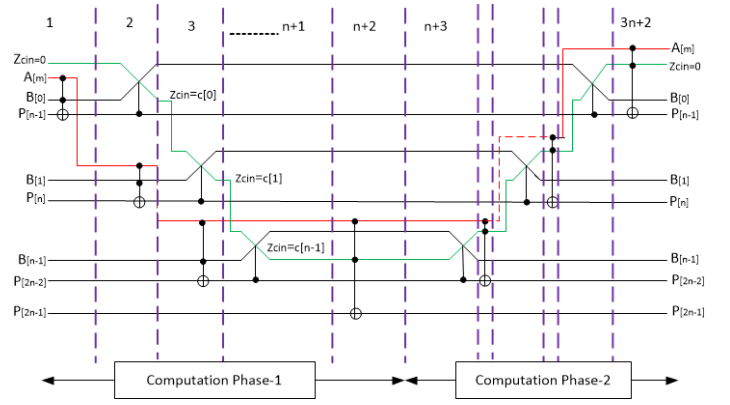 1 2 3 n+1 n+2 n+3 3n+2
Zcin=0 A[m]
A[m] Zcin=0
B[0] Zcin=c[0] B[0]
P[n-1] P[n-1]
B[1] Zcin=c[1] B[1]
P[n] P[n]
Zcin=c[n-1]
B[n-1] B[n-1]
P[2n-2] P[2n-2]
P[2n-1] P[2n-1]
Computation Phase-1 Computation Phase-2